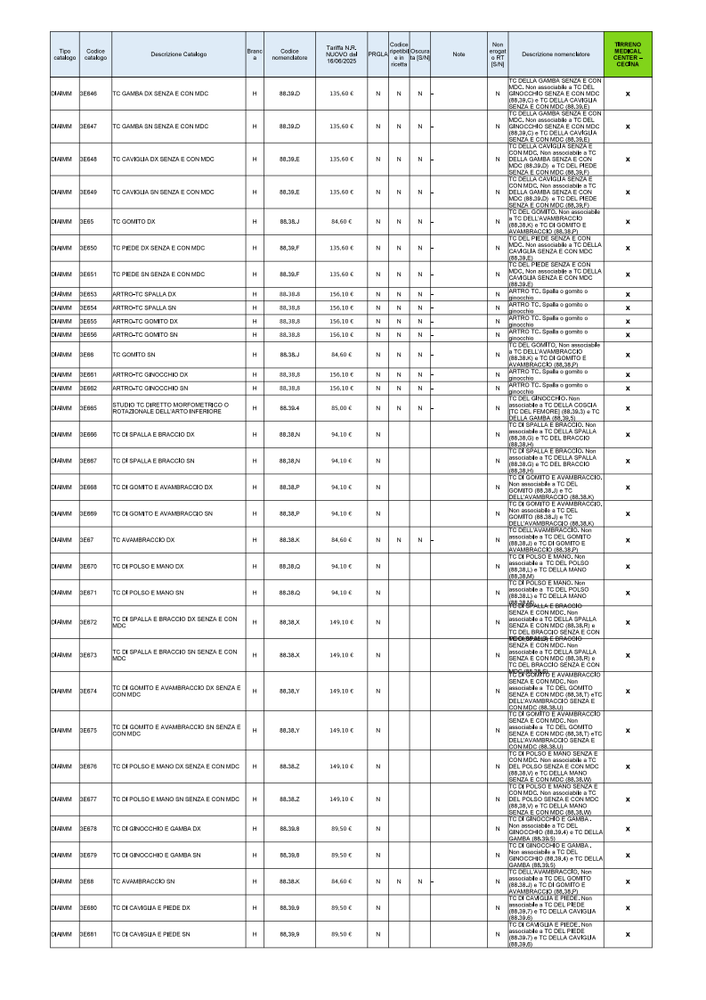 Tipo catalogo | Codice catalogo | Descrizione Catalogo | Branca | Codice nomenclatore | Tariffa N.R. NUOVO dal 16/06/2025 | PRGLA | Codice ripetibile in ricetta | Oscurata [S/N] | Note | Non erogato RT [S/N] | Descrizione nomenclatore | TIRRENO MEDICAL CENTER – CECINA
DIAIMM | 3E646 | TC GAMBA DX SENZA E CON MDC | H | 88.39.D | 135,60 € | N | N | N | – | N | TC DELLA GAMBA SENZA E CON MDC. Non associabile a TC DEL GINOCCHIO SENZA E CON MDC (88.39.C) e TC DELLA CAVIGLIA SENZA E CON MDC (88.39.E) | x
DIAIMM | 3E647 | TC GAMBA SN SENZA E CON MDC | H | 88.39.D | 135,60 € | N | N | N | – | N | TC DELLA GAMBA SENZA E CON MDC. Non associabile a TC DEL GINOCCHIO SENZA E CON MDC (88.39.C) e TC DELLA CAVIGLIA SENZA E CON MDC (88.39.E) | x
DIAIMM | 3E648 | TC CAVIGLIA DX SENZA E CON MDC | H | 88.39.E | 135,60 € | N | N | N | – | N | TC DELLA CAVIGLIA SENZA E CON MDC. Non associabile a TC DELLA GAMBA SENZA E CON MDC (88.39.D) e TC DEL PIEDE SENZA E CON MDC (88.39.F) | x
DIAIMM | 3E649 | TC CAVIGLIA SN SENZA E CON MDC | H | 88.39.E | 135,60 € | N | N | N | – | N | TC DELLA CAVIGLIA SENZA E CON MDC. Non associabile a TC DELLA GAMBA SENZA E CON MDC (88.39.D) e TC DEL PIEDE SENZA E CON MDC (88.39.F) | x
DIAIMM | 3E65 | TC GOMITO DX | H | 88.38.J | 84,60 € | N | N | N | – | N | TC DEL GOMITO. Non associabile a TC DELL'AVAMBRACCIO (88.38.K) e TC DI GOMITO E AVAMBRACCIO (88.38.P) | x
DIAIMM | 3E650 | TC PIEDE DX SENZA E CON MDC | H | 88.39.F | 135,60 € | N | N | N | – | N | TC DEL PIEDE SENZA E CON MDC. Non associabile a TC DELLA CAVIGLIA SENZA E CON MDC (88.39.E) | x
DIAIMM | 3E651 | TC PIEDE SN SENZA E CON MDC | H | 88.39.F | 135,60 € | N | N | N | – | N | TC DEL PIEDE SENZA E CON MDC. Non associabile a TC DELLA CAVIGLIA SENZA E CON MDC (88.39.E) | x
DIAIMM | 3E653 | ARTRO–TC SPALLA DX | H | 88.38.8 | 156,10 € | N | N | N | – | N | ARTRO TC. Spalla o gomito o ginocchio | x
DIAIMM | 3E654 | ARTRO–TC SPALLA SN | H | 88.38.8 | 156,10 € | N | N | N | – | N | ARTRO TC. Spalla o gomito o ginocchio | x
DIAIMM | 3E655 | ARTRO–TC GOMITO DX | H | 88.38.8 | 156,10 € | N | N | N | – | N | ARTRO TC. Spalla o gomito o ginocchio | x
DIAIMM | 3E656 | ARTRO–TC GOMITO SN | H | 88.38.8 | 156,10 € | N | N | N | – | N | ARTRO TC. Spalla o gomito o ginocchio | x
DIAIMM | 3E66 | TC GOMITO SN | H | 88.38.J | 84,60 € | N | N | N | – | N | TC DEL GOMITO. Non associabile a TC DELL'AVAMBRACCIO (88.38.K) e TC DI GOMITO E AVAMBRACCIO (88.38.P) | x
DIAIMM | 3E661 | ARTRO–TC GINOCCHIO DX | H | 88.38.8 | 156,10 € | N | N | N | – | N | ARTRO TC. Spalla o gomito o ginocchio | x
DIAIMM | 3E662 | ARTRO–TC GINOCCHIO SN | H | 88.38.8 | 156,10 € | N | N | N | – | N | ARTRO TC. Spalla o gomito o ginocchio | x
DIAIMM | 3E665 | STUDIO TC DIRETTO MORFOMETRICO O ROTAZIONALE DELL'ARTO INFERIORE | H | 88.39.4 | 85,00 € | N | N | N | – | N | TC DEL GINOCCHIO. Non associabile a TC DELLA COSCIA [TC DEL FEMORE] (88.39.3) e TC DELLA GAMBA (88.39.5) | x
DIAIMM | 3E666 | TC DI SPALLA E BRACCIO DX | H | 88.38.N | 94,10 € | N | N | TC DI SPALLA E BRACCIO. Non associabile a TC DELLA SPALLA (88.38.G) e TC DEL BRACCIO (88.38.H) | x
DIAIMM | 3E667 | TC DI SPALLA E BRACCIO SN | H | 88.38.N | 94,10 € | N | N | TC DI SPALLA E BRACCIO. Non associabile a TC DELLA SPALLA (88.38.G) e TC DEL BRACCIO (88.38.H) | x
DIAIMM | 3E668 | TC DI GOMITO E AVAMBRACCIO DX | H | 88.38.P | 94,10 € | N | N | TC DI GOMITO E AVAMBRACCIO. Non associabile a TC DEL GOMITO (88.38.J) e TC DELL'AVAMBRACCIO (88.38.K) | x
DIAIMM | 3E669 | TC DI GOMITO E AVAMBRACCIO SN | H | 88.38.P | 94,10 € | N | N | TC DI GOMITO E AVAMBRACCIO. Non associabile a TC DEL GOMITO (88.38.J) e TC DELL'AVAMBRACCIO (88.38.K) | x
DIAIMM | 3E67 | TC AVAMBRACCIO DX | H | 88.38.K | 84,60 € | N | N | N | – | N | TC DELL'AVAMBRACCIO. Non associabile a TC DEL GOMITO (88.38.J) e TC DI GOMITO E AVAMBRACCIO (88.38.P) | x
DIAIMM | 3E670 | TC DI POLSO E MANO DX | H | 88.38.Q | 94,10 € | N | N | TC DI POLSO E MANO. Non associabile a TC DEL POLSO (88.38.L) e TC DELLA MANO (88.38.M) | x
DIAIMM | 3E671 | TC DI POLSO E MANO SN | H | 88.38.Q | 94,10 € | N | N | TC DI POLSO E MANO. Non associabile a TC DEL POLSO (88.38.L) e TC DELLA MANO (88.38.M) | x
DIAIMM | 3E672 | TC DI SPALLA E BRACCIO DX SENZA E CON MDC | H | 88.38.X | 149,10 € | N | N | TC DI SPALLA E BRACCIO SENZA E CON MDC. Non associabile a TC DELLA SPALLA SENZA E CON MDC (88.38.R) e TC DEL BRACCIO SENZA E CON | x
DIAIMM | 3E673 | TC DI SPALLA E BRACCIO SN SENZA E CON MDC | H | 88.38.X | 149,10 € | N | N | TC DI SPALLA E BRACCIO SENZA E CON MDC. Non associabile a TC DELLA SPALLA SENZA E CON MDC (88.38.R) e TC DEL BRACCIO SENZA E CON | x
DIAIMM | 3E674 | TC DI GOMITO E AVAMBRACCIO DX SENZA E CON MDC | H | 88.38.Y | 149,10 € | N | N | TC DI GOMITO E AVAMBRACCIO SENZA E CON MDC. Non associabile a TC DEL GOMITO SENZA E CON MDC (88.38.T) eTC DELL'AVAMBRACCIO SENZA E CON MDC (88.38.U) | x
DIAIMM | 3E675 | TC DI GOMITO E AVAMBRACCIO SN SENZA E CON MDC | H | 88.38.Y | 149,10 € | N | N | TC DI GOMITO E AVAMBRACCIO SENZA E CON MDC. Non associabile a TC DEL GOMITO SENZA E CON MDC (88.38.T) eTC DELL'AVAMBRACCIO SENZA E CON MDC (88.38.U) | x
DIAIMM | 3E676 | TC DI POLSO E MANO DX SENZA E CON MDC | H | 88.38.Z | 149,10 € | N | N | TC DI POLSO E MANO SENZA E CON MDC. Non associabile a TC DEL POLSO SENZA E CON MDC (88.38.V) e TC DELLA MANO SENZA E CON MDC (88.38.W) | x
DIAIMM | 3E677 | TC DI POLSO E MANO SN SENZA E CON MDC | H | 88.38.Z | 149,10 € | N | N | TC DI POLSO E MANO SENZA E CON MDC. Non associabile a TC DEL POLSO SENZA E CON MDC (88.38.V) e TC DELLA MANO SENZA E CON MDC (88.38.W) | x
DIAIMM | 3E678 | TC DI GINOCCHIO E GAMBA DX | H | 88.39.8 | 89,50 € | N | N | TC DI GINOCCHIO E GAMBA . Non associabile a TC DEL GINOCCHIO (88.39.4) e TC DELLA GAMBA (88.39.5) | x
DIAIMM | 3E679 | TC DI GINOCCHIO E GAMBA SN | H | 88.39.8 | 89,50 € | N | N | TC DI GINOCCHIO E GAMBA . Non associabile a TC DEL GINOCCHIO (88.39.4) e TC DELLA GAMBA (88.39.5) | x
DIAIMM | 3E68 | TC AVAMBRACCIO SN | H | 88.38.K | 84,60 € | N | N | N | – | N | TC DELL'AVAMBRACCIO. Non associabile a TC DEL GOMITO (88.38.J) e TC DI GOMITO E AVAMBRACCIO (88.38.P) | x
DIAIMM | 3E680 | TC DI CAVIGLIA E PIEDE DX | H | 88.39.9 | 89,50 € | N | N | TC DI CAVIGLIA E PIEDE. Non associabile a TC DEL PIEDE (88.39.7) e TC DELLA CAVIGLIA (88.39.6) | x
DIAIMM | 3E681 | TC DI CAVIGLIA E PIEDE SN | H | 88.39.9 | 89,50 € | N | N | TC DI CAVIGLIA E PIEDE. Non associabile a TC DEL PIEDE (88.39.7) e TC DELLA CAVIGLIA (88.39.6) | x